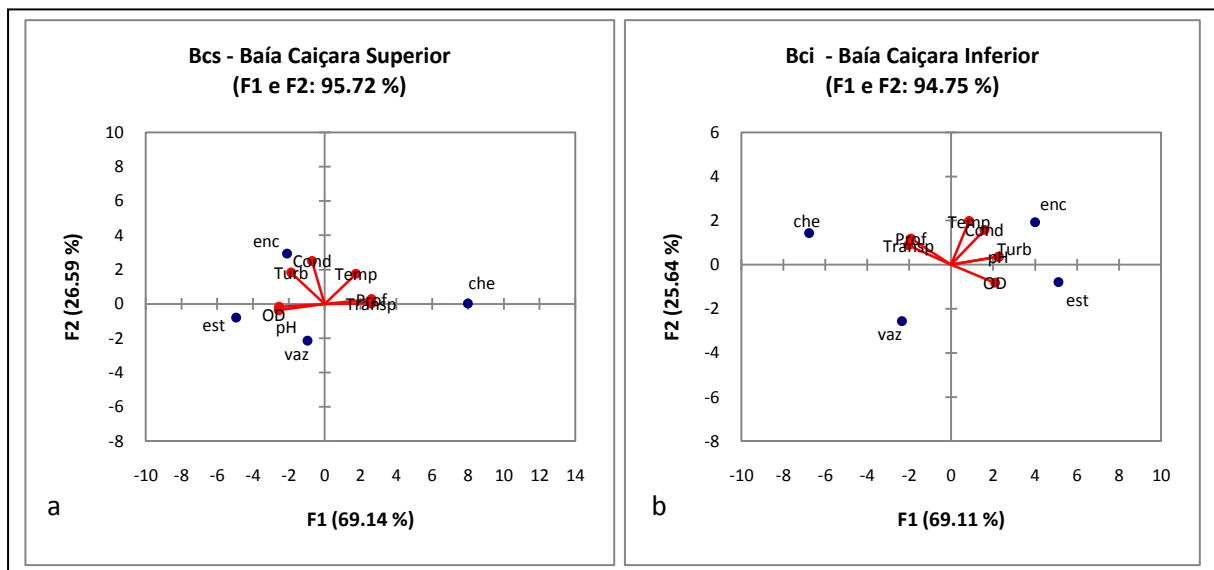 Bcs - Baía Caiçara Superior
(F1 e F2: 95.72 %)
10
8
6
4
2
0
-2
-4
-6
-8
F2 (26.59 %)
enc
Cond
Turb
Temp
Prof
Transp
che
OD
pH
est
vaz
-10 -8 -6 -4 -2 0 2 4 6 8 10 12 14
F1 (69.14 %)
a
Bci - Baía Caiçara Inferior
(F1 e F2: 94.75 %)
6
4
2
0
-2
-4
-6
-8
F2 (25.64 %)
che
Prof
Transp
Temp
Cond
enc
Turb
pH
OD
est
vaz
-10 -8 -6 -4 -2 0 2 4 6 8 10
F1 (69.11 %)
b